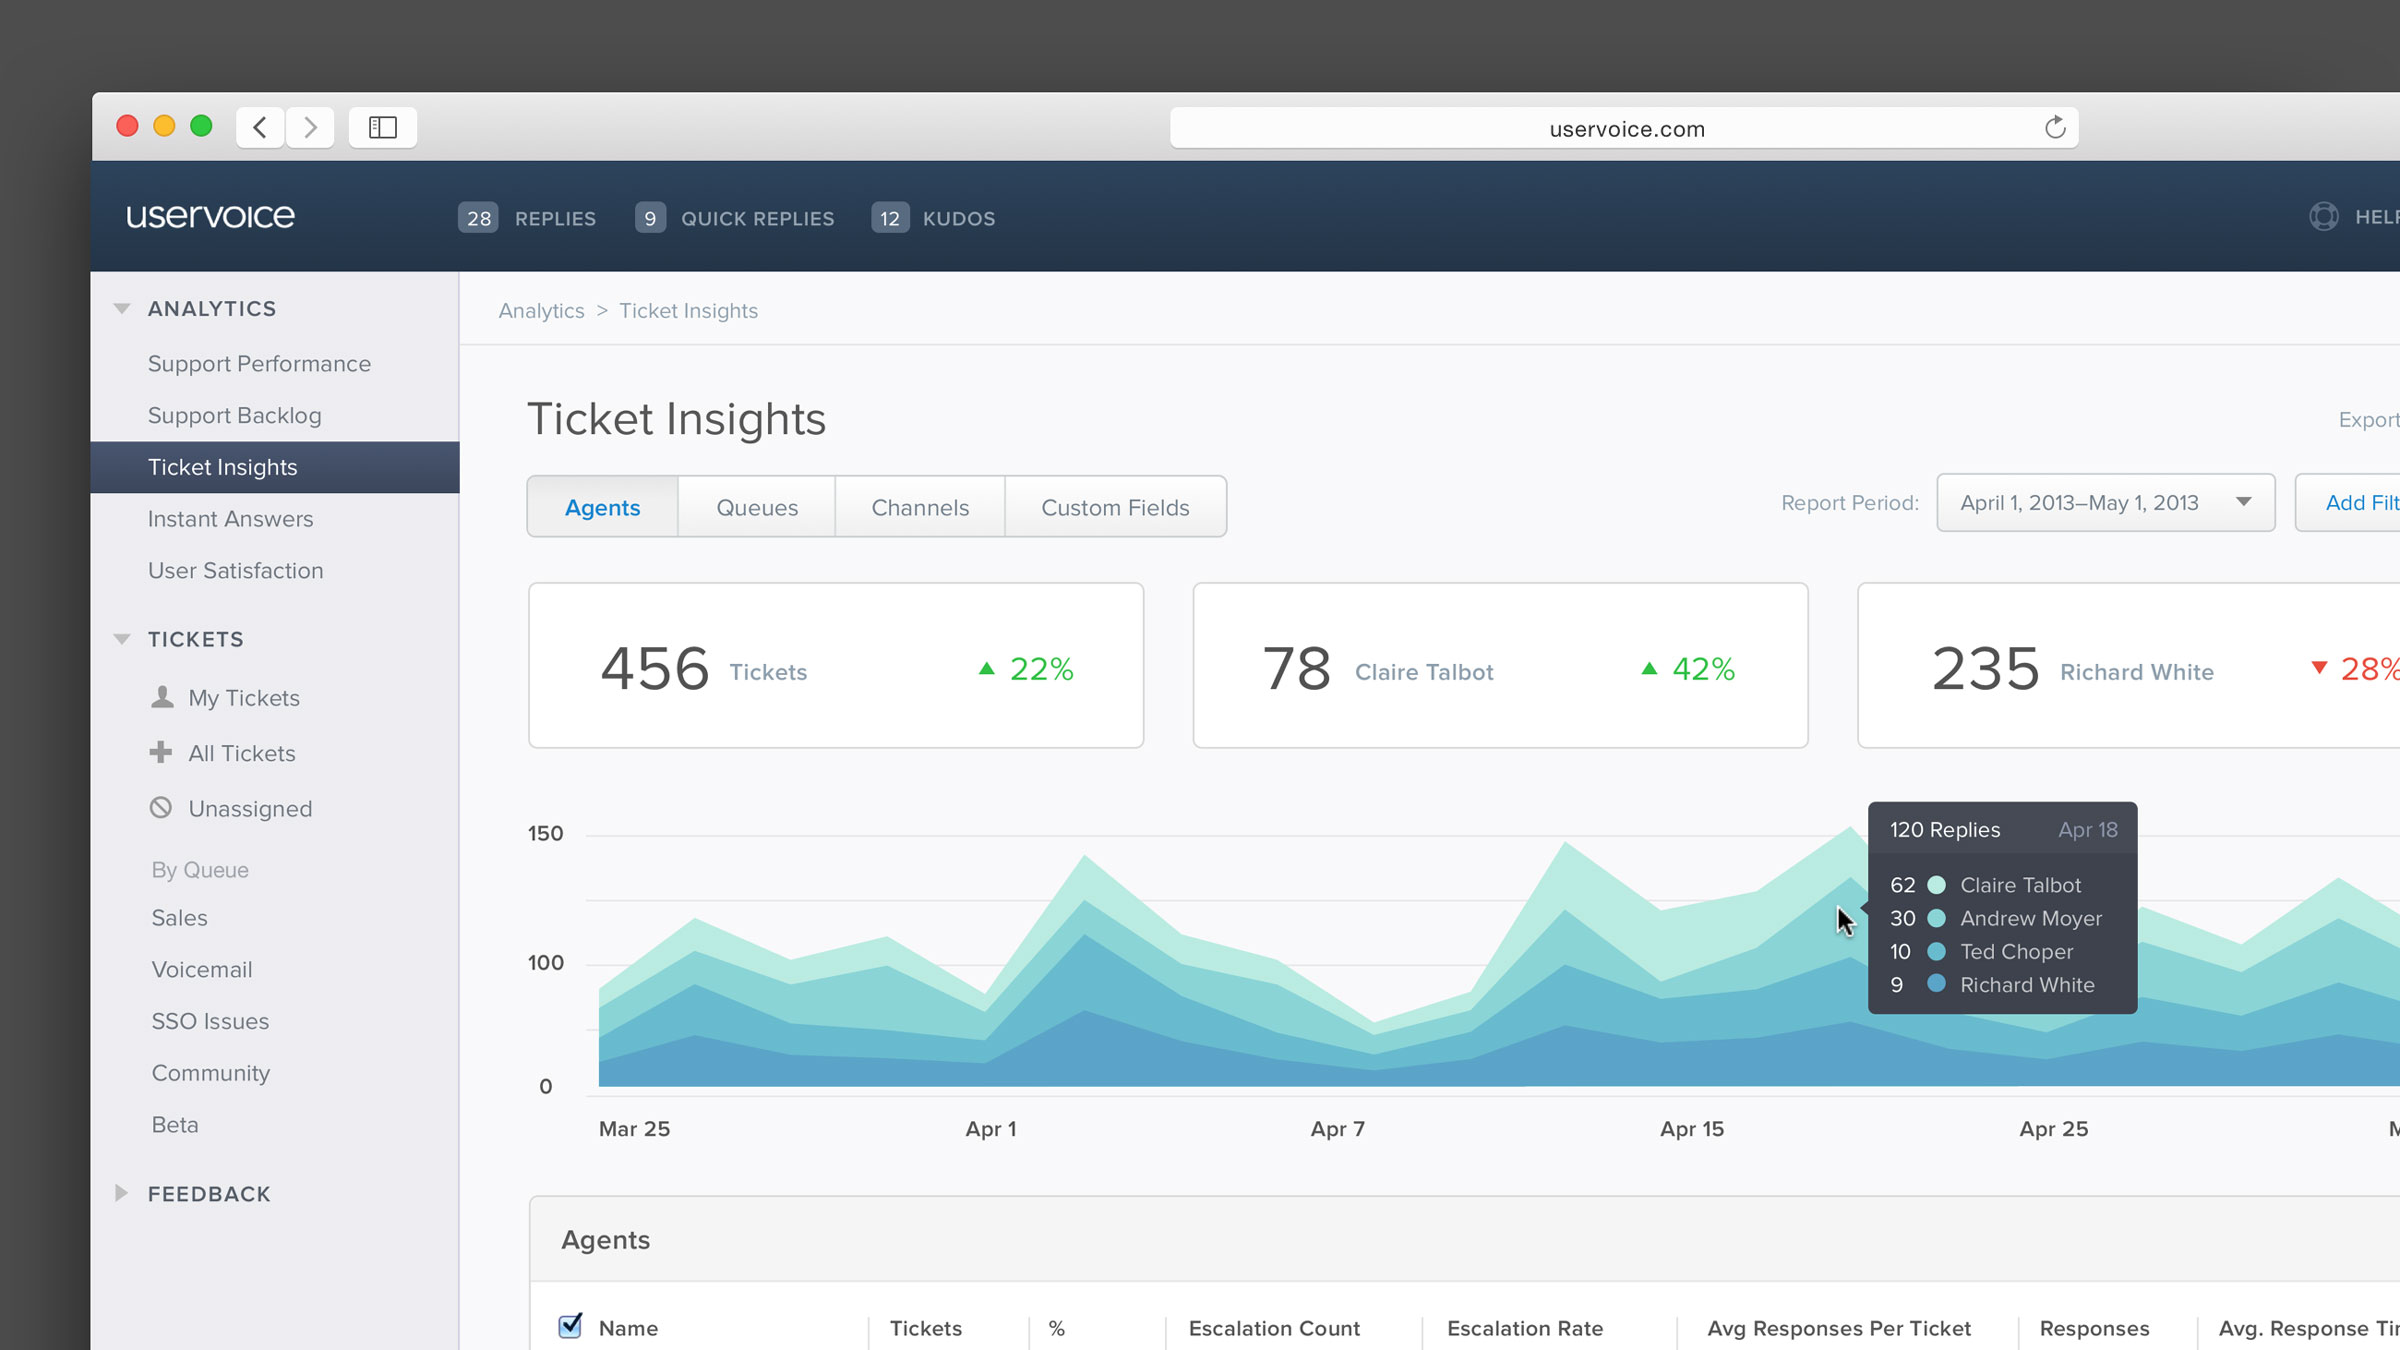 uservoice.com
uservoice
28 REPLIES 9 QUICK REPLIES 12 KUDOS
ANALYTICS
Support Performance
Support Backlog
Ticket Insights
Instant Answers
User Satisfaction
TICKETS
My Tickets
All Tickets
Unassigned
By Queue
Sales
Voicemail
SSO Issues
Community
Beta
FEEDBACK
Analytics > Ticket Insights
Ticket Insights
Export
Agents Queues Channels Custom Fields
Report Period: April 1, 2013–May 1, 2013 Add
456 Tickets 22%
78 Claire Talbot 42%
235 Richard White 28%
150
100
0
120 Replies Apr 18
62 Claire Talbot
30 Andrew Moyer
10 Ted Choper
9 Richard White
Mar 25 Apr 1 Apr 7 Apr 15 Apr 25
Agents
Name Tickets % Escalation Count Escalation Rate Avg Responses Per Ticket Responses Avg. Response